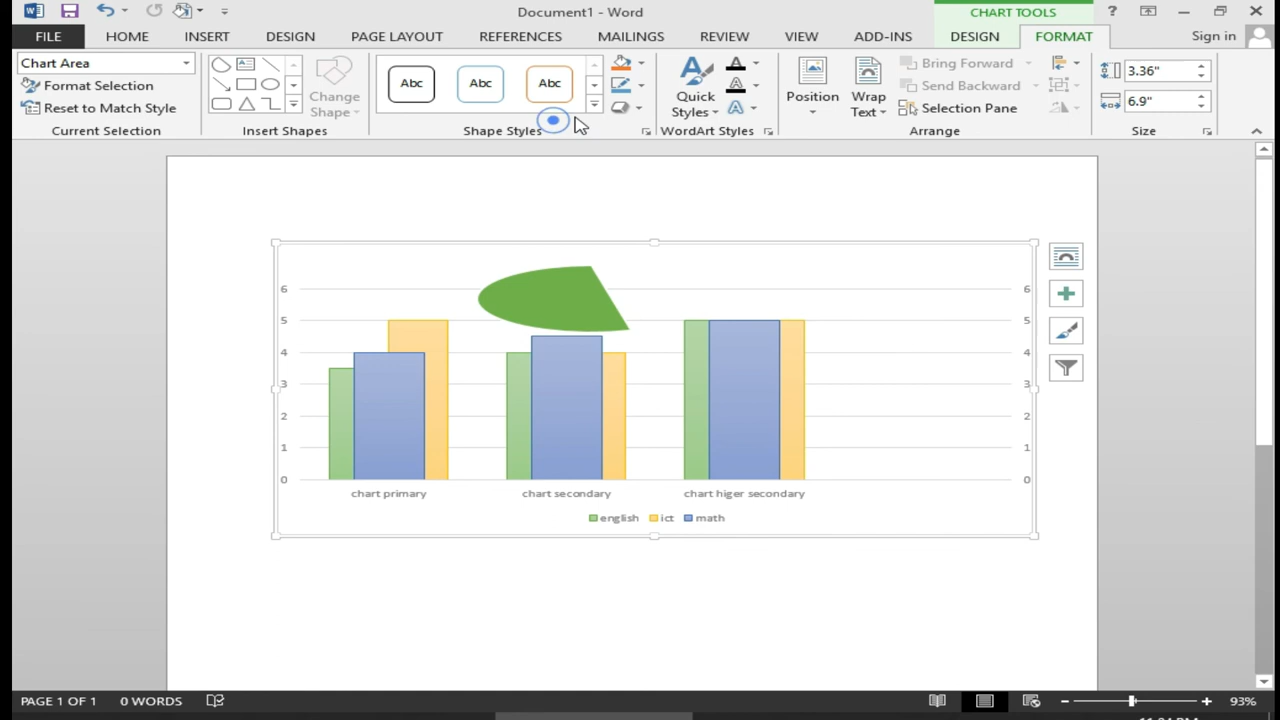 Document1 - Word
CHART TOOLS
?
FILE HOME INSERT DESIGN PAGE LAYOUT REFERENCES MAILINGS REVIEW VIEW ADD-INS DESIGN FORMAT Sign in
Chart Area
Format Selection
Reset to Match Style
Current Selection
Change
Shape
Insert Shapes
Abc Abc Abc
Shape Styles
A
Quick
Styles
A
A
A
WordArt Styles
Position
Wrap
Text
Bring Forward
Send Backward
Selection Pane
Arrange
3.36"
6.9"
Size
6 6
5 5
4 4
3 3
2 2
1 1
0 0
chart primary chart secondary chart higer secondary
english ict math
PAGE 1 OF 1 0 WORDS 93%